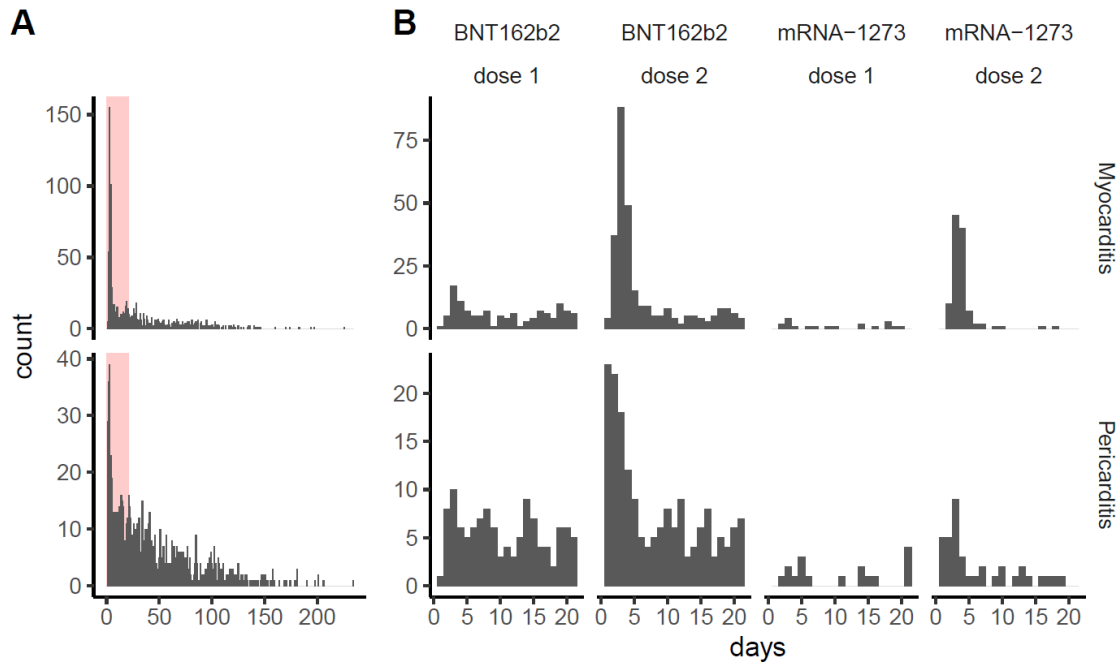 A
B
BNT162b2 BNT162b2 mRNA−1273 mRNA−1273
dose 1 dose 2 dose 1 dose 2
150
100
50
0
75
50
25
0
Myocarditis
count
40
30
20
10
0
20
15
10
5
0
Pericarditis
0 50 100 150 200
0 5 10 15 20 0 5 10 15 20 0 5 10 15 20 0 5 10 15 20
days